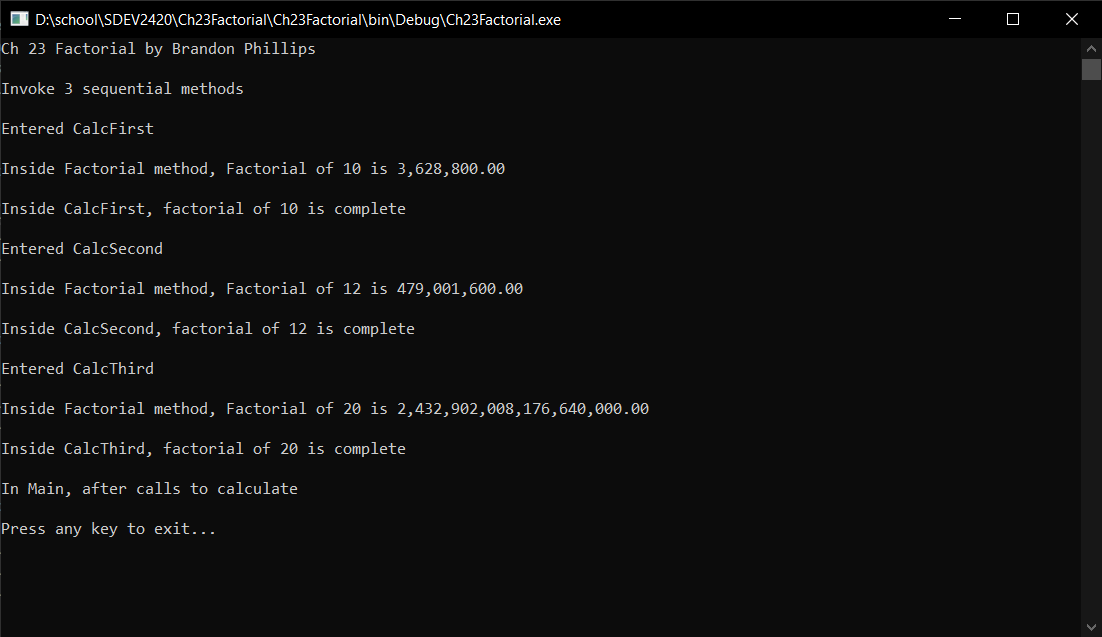 D:\school\SDEV2420\Ch23Factorial\Ch23Factorial\bin\Debug\Ch23Factorial.exe
Ch 23 Factorial by Brandon Phillips
Invoke 3 sequential methods
Entered CalcFirst
Inside Factorial method, Factorial of 10 is 3,628,800.00
Inside CalcFirst, factorial of 10 is complete
Entered CalcSecond
Inside Factorial method, Factorial of 12 is 479,001,600.00
Inside CalcSecond, factorial of 12 is complete
Entered CalcThird
Inside Factorial method, Factorial of 20 is 2,432,902,008,176,640,000.00
Inside CalcThird, factorial of 20 is complete
In Main, after calls to calculate
Press any key to exit...